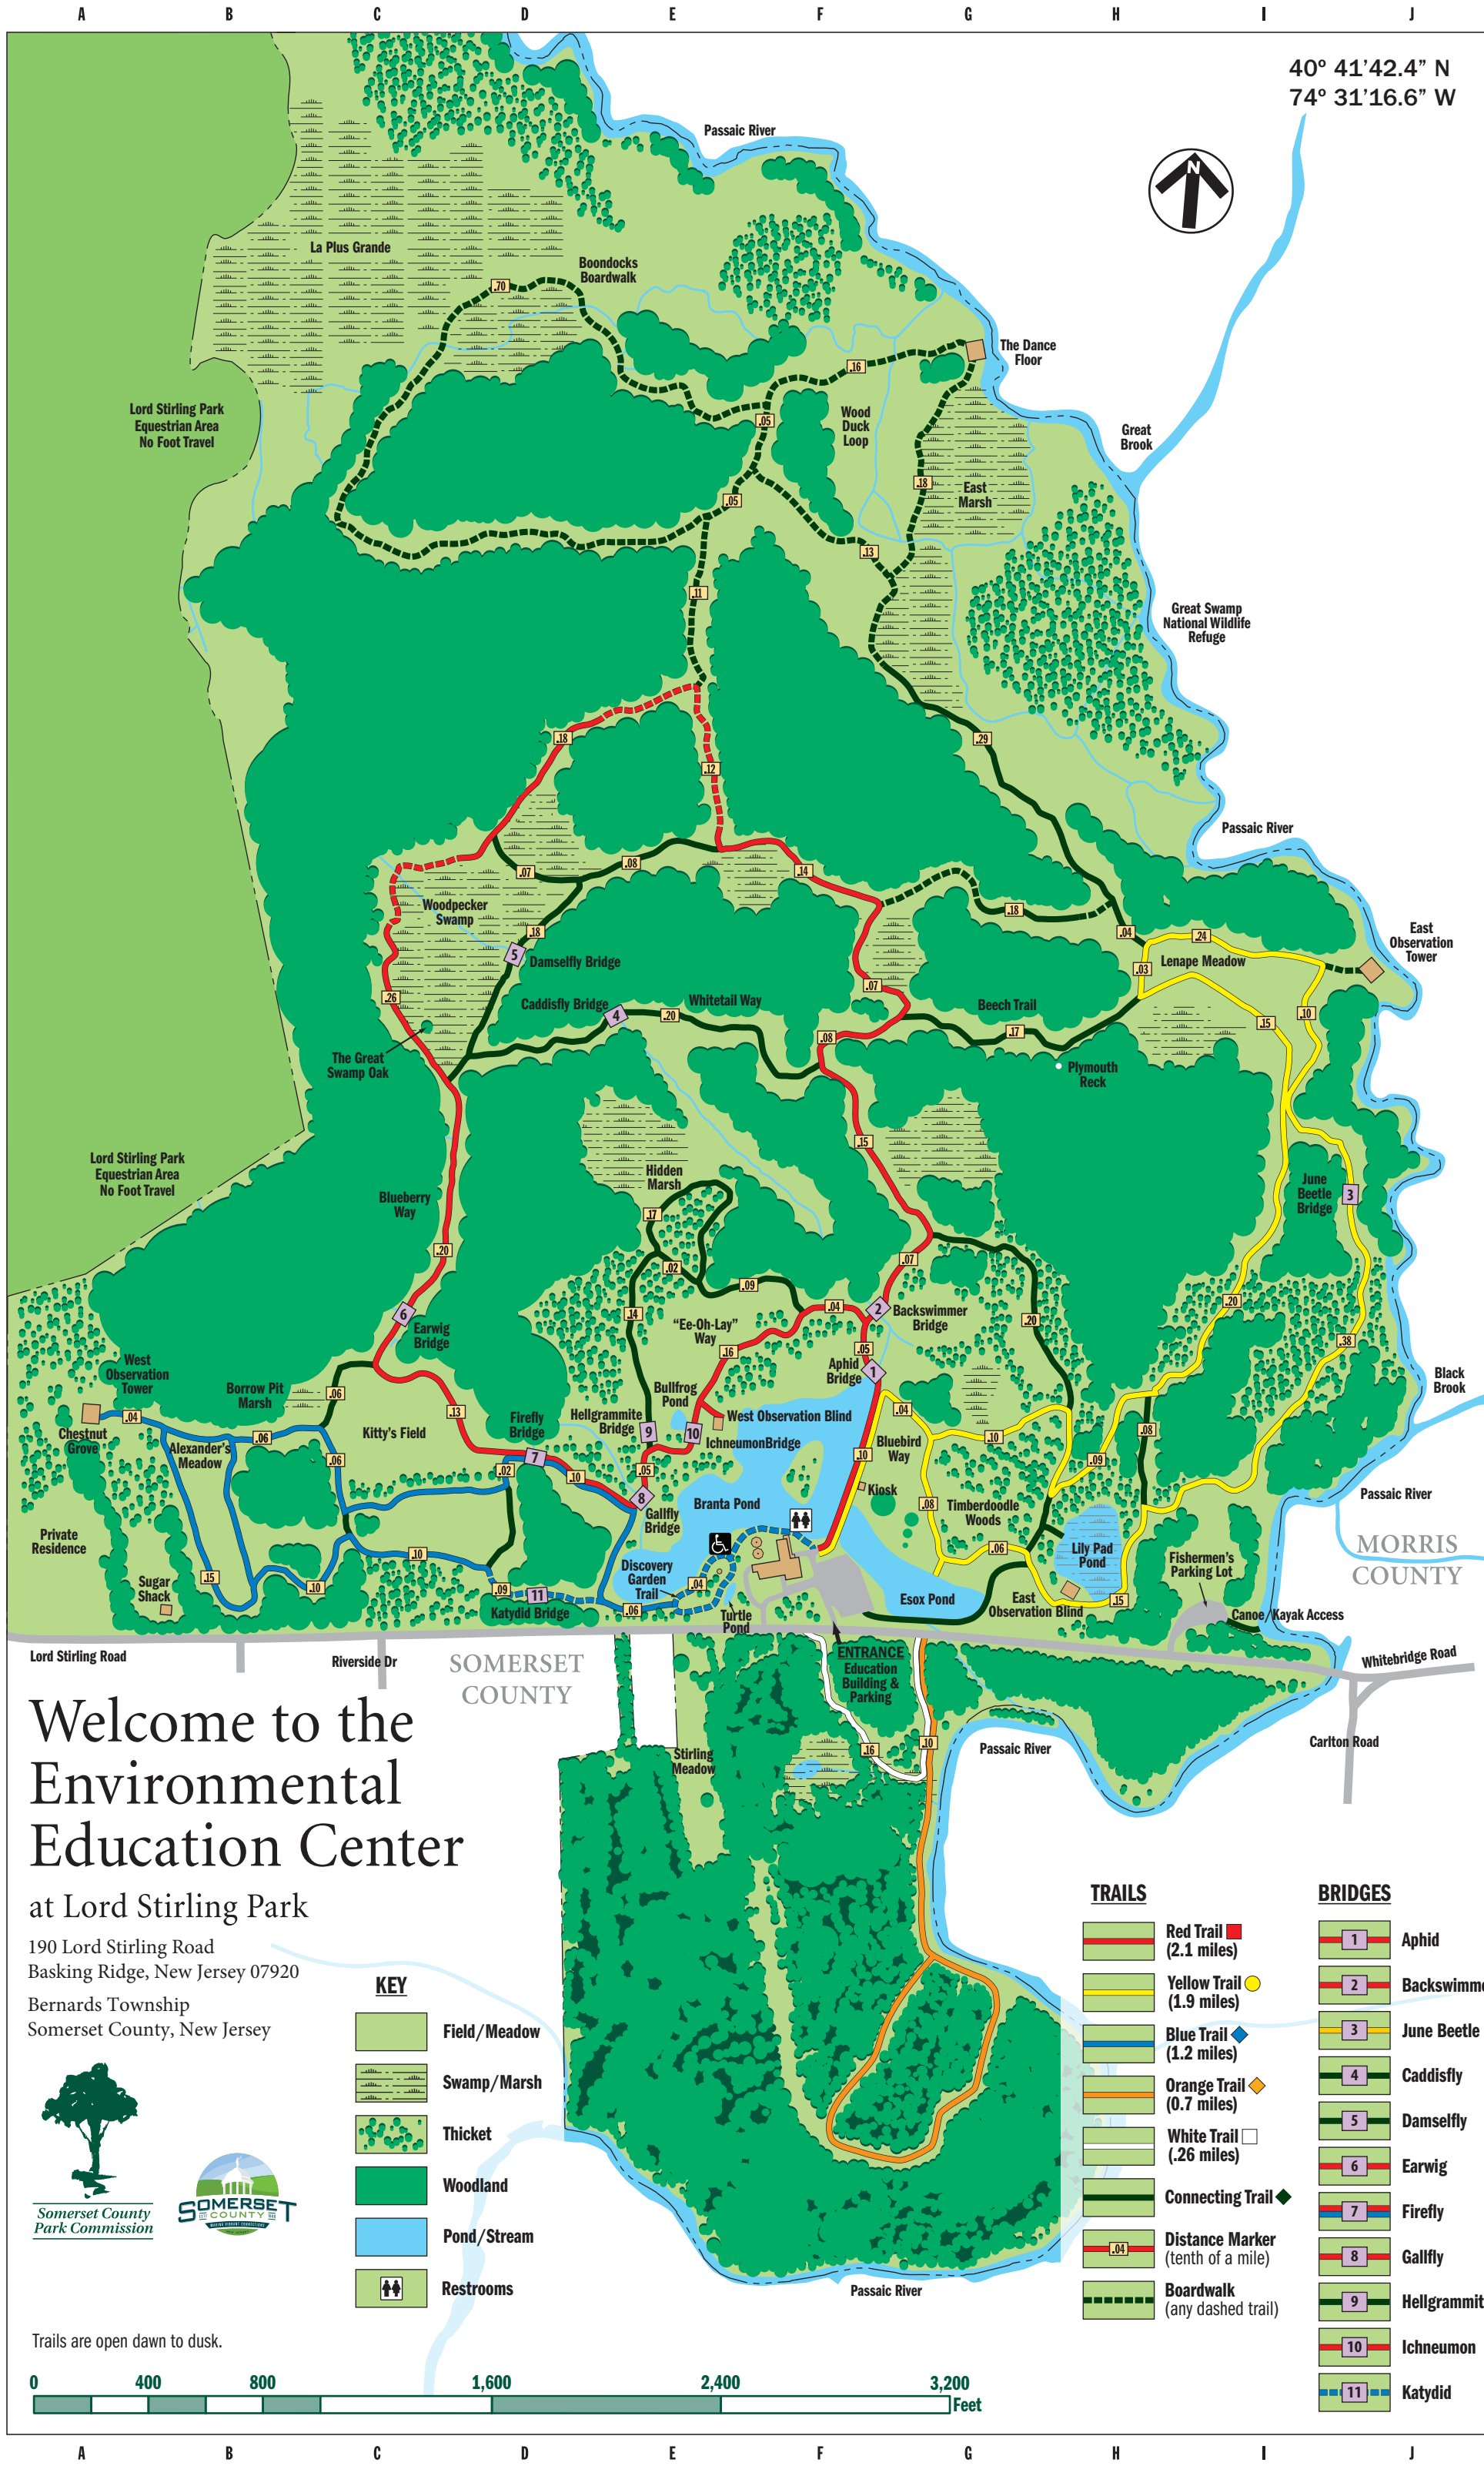 A B C D E F G H I J
40º 41’42.4” N
74º 31’16.6” W
N
Passaic River
La Plus Grande
Boondocks
Boardwalk
.70
The Dance
Floor
.16
Lord Stirling Park
Equestrian Area
No Foot Travel
.05
Wood
Duck
Loop
Great
Brook
.18
East
Marsh
.05
.13
.11
Great Swamp
National Wildlife
Refuge
.18
.29
.12
Passaic River
.08
.07
.14
Woodpecker
Swamp
.18
.18
.04
.24
East
Observation
Tower
5
Damselfly Bridge
Lenape Meadow
.03
.26
Caddisfly Bridge
4
.20
Whitetail Way
.07
Beech Trail
.15
.10
.17
.08
The Great
Swamp Oak
Plymouth
Reck
.15
Lord Stirling Park
Equestrian Area
No Foot Travel
Hidden
Marsh
June
Beetle
Bridge
3
Blueberry
Way
.17
.20
.07
.02
.09
.20
6
Earwig
Bridge
.14
.04
2
Backswimmer
Bridge
.20
“Ee-Oh-Lay”
Way
.16
.05
.38
West
Observation
Tower
Aphid
Bridge
1
Black
Brook
Borrow Pit
Marsh
.06
Bullfrog
Pond
.04
.13
.04
Firefly
Bridge
Hellgrammite
Bridge
9
10
West Observation Blind
IchneumonBridge
Chestnut
Grove
Alexander’s
Meadow
.06
Kitty’s Field
Bluebird
Way
.10
.08
.06
7
.02
.10
.05
.10
.09
8
Kiosk
Gallfly
Bridge
Branta Pond
.08
Timberdoodle
Woods
Passaic River
Private
Residence
MORRIS
COUNTY
.10
.06
Lily Pad
Pond
Fishermen’s
Parking Lot
.15
Sugar
Shack
.10
.09
11
Discovery
Garden
Trail
.04
.06
Katydid Bridge
Turtle
Pond
Esox Pond
East
Observation Blind
.15
Canoe/Kayak Access
Lord Stirling Road
Riverside Dr
SOMERSET
COUNTY
ENTRANCE
Education
Building &
Parking
Whitebridge Road
Carlton Road
Passaic River
.16
.10
Stirling
Meadow
Welcome to the
Environmental
Education Center
at Lord Stirling Park
190 Lord Stirling Road
Basking Ridge, New Jersey 07920
Bernards Township
Somerset County, New Jersey
Somerset County
Park Commission
SOMERSET
COUNTY
KEY
Field/Meadow
Swamp/Marsh
Thicket
Woodland
Pond/Stream
Restrooms
TRAILS
Red Trail
(2.1 miles)
Yellow Trail
(1.9 miles)
Blue Trail
(1.2 miles)
Orange Trail
(0.7 miles)
White Trail
(.26 miles)
Connecting Trail
.04
Distance Marker
(tenth of a mile)
Boardwalk
(any dashed trail)
BRIDGES
1 Aphid
2 Backswimme
3 June Beetle
4 Caddisfly
5 Damselfly
6 Earwig
7 Firefly
8 Gallfly
9 Hellgrammit
10 Ichneumon
11 Katydid
Passaic River
Trails are open dawn to dusk.
0 400 800 1,600 2,400 3,200
Feet
A B C D E F G H I J